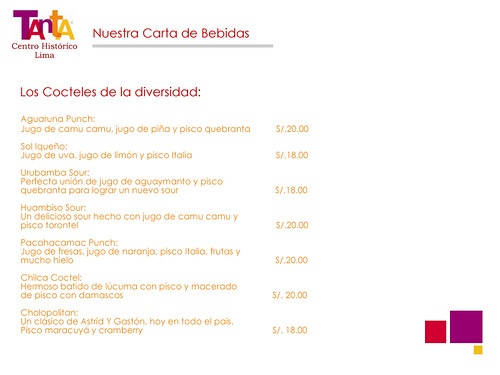 TANTA
Centro Histórico
Lima
Nuestra Carta de Bebidas
Los Cocteles de la diversidad:
Aguaruna Punch:
Jugo de camu camu, jugo de piña y pisco quebranta S/.20.00
Sol Iqueño:
Jugo de uva, jugo de limón y pisco Italia S/.18.00
Urubamba Sour:
Perfecta unión de jugo de aguaymanto y pisco
quebranta para lograr un nuevo sour S/.18.00
Huambiso Sour:
Un delicioso sour hecho con jugo de camu camu y
pisco torontel S/.20.00
Pacahacamac Punch:
Jugo de fresas, jugo de naranja, pisco Italia, frutas y
mucho hielo S/.20.00
Chilca Coctel:
Hermoso batido de lúcuma con pisco y macerado
de pisco con damascos S/. 20.00
Cholopolitan:
Un clásico de Astrid Y Gastón, hoy en todo el país.
Pisco maracuyá y cramberry S/. 18.00